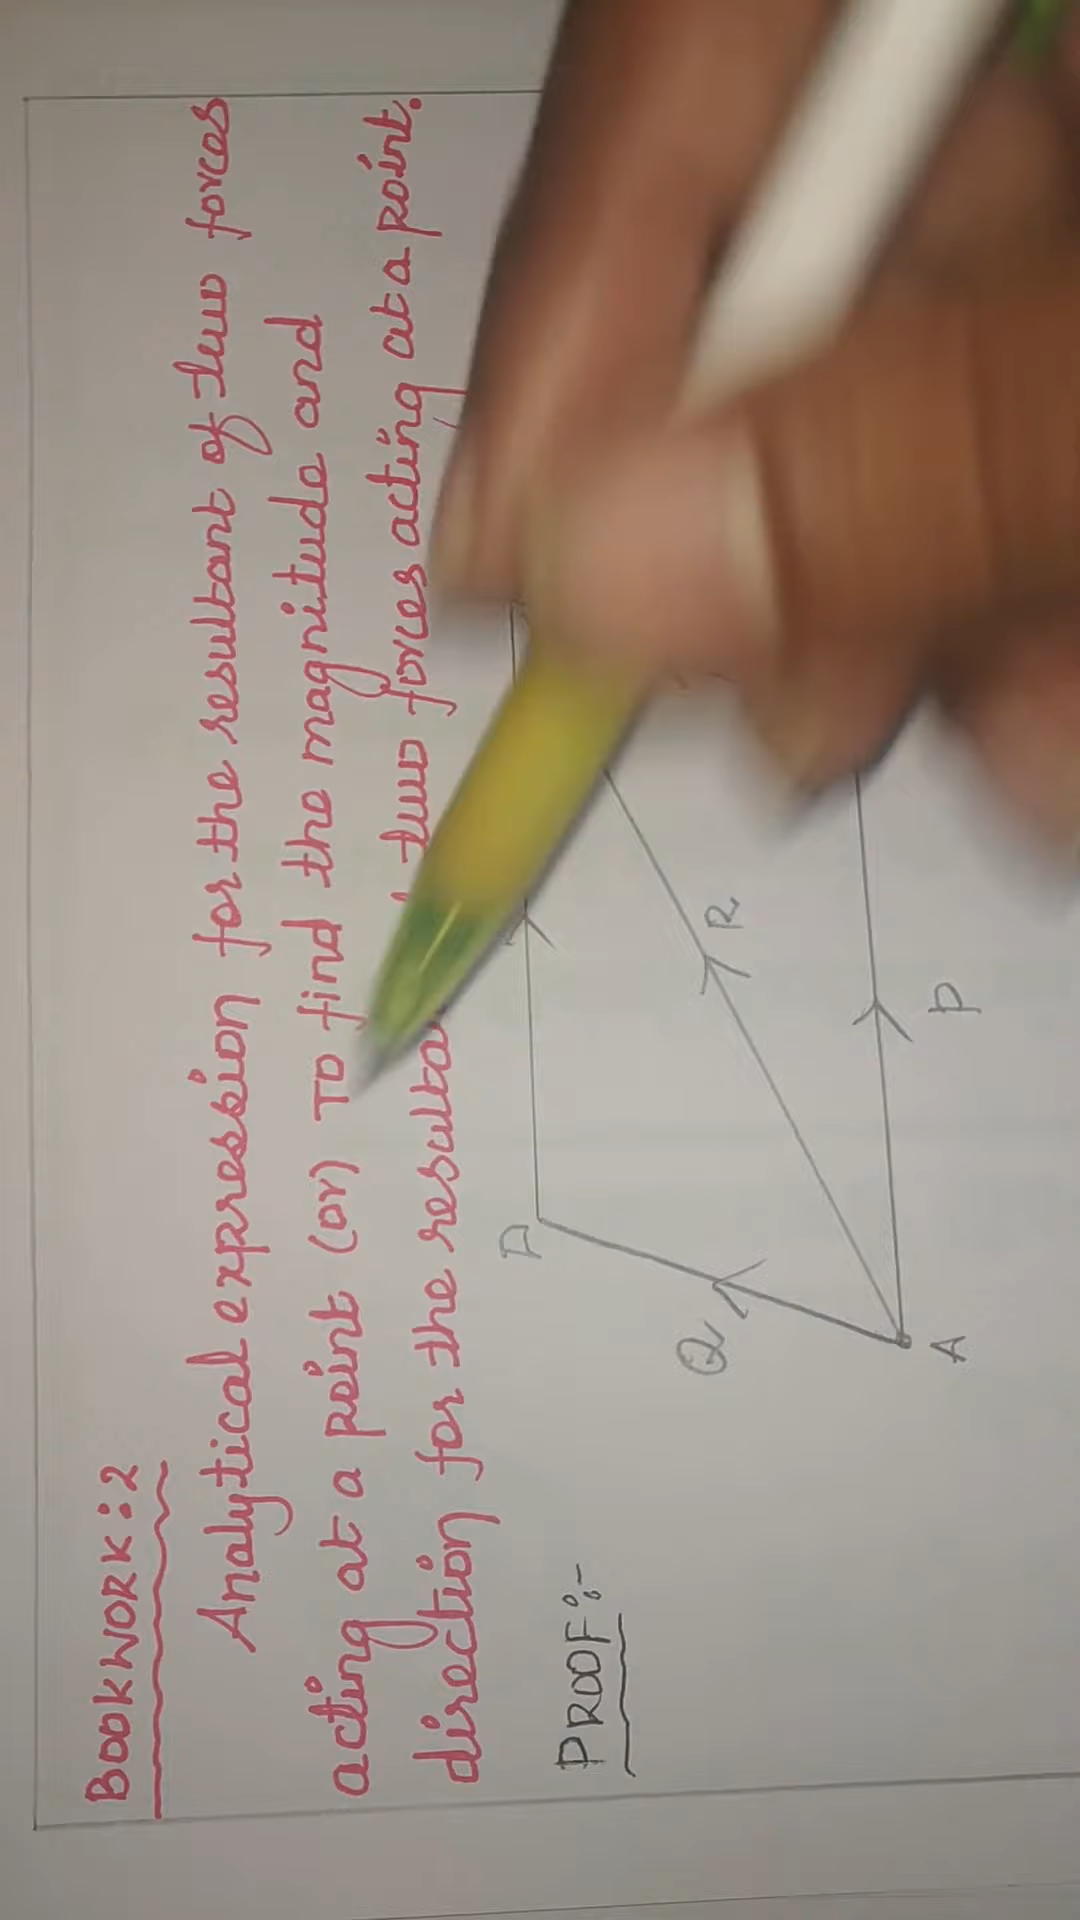 BOOKWORK:2
Analytical expression for the resultant of two forces
acting at a point (or) To find the magnitude and
direction for the two forces acting at a point.
PROOF:-
D
Q
R
A
P